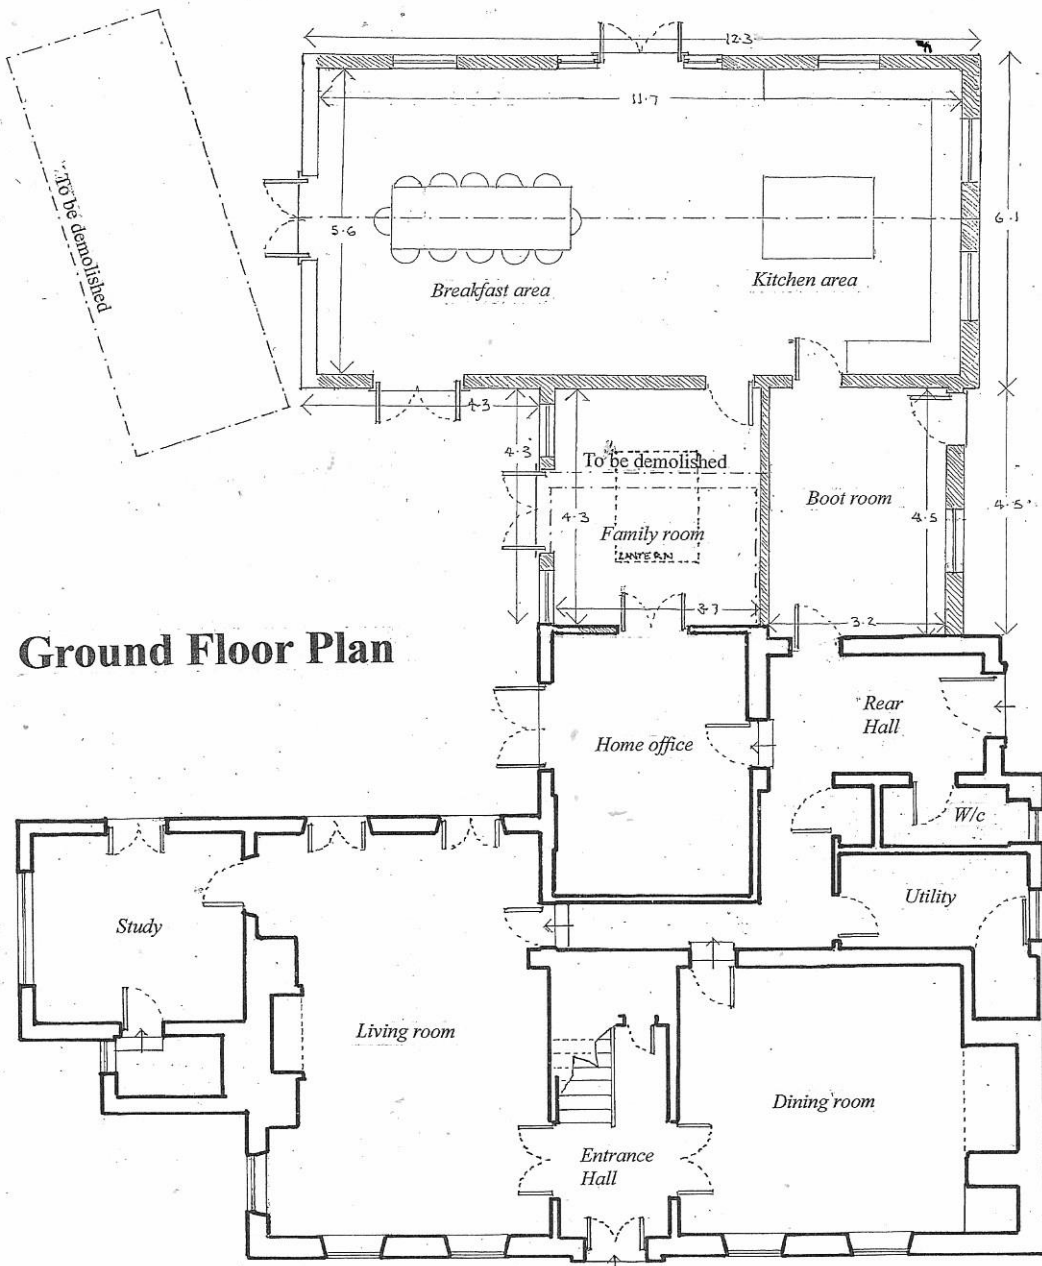 12.3
11.7
To be demolished
5.6
6.1
Breakfast area
Kitchen area
4.3
4.3
To be demolished
4.3
Family room
LANTERN
3.7
Boot room
4.5
4.5
3.2
Ground Floor Plan
Home office
Rear
Hall
W/c
Utility
Study
Living room
Dining room
Entrance
Hall